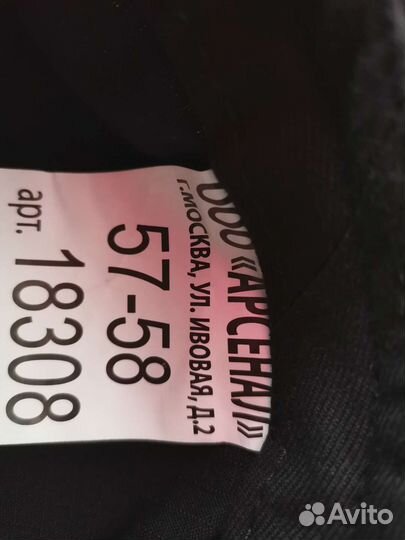 ООО «АРСЕНАЛ»
г.МОСКВА, УЛ. ИВОВАЯ, Д.2
57-58
арт. 18308
Avito